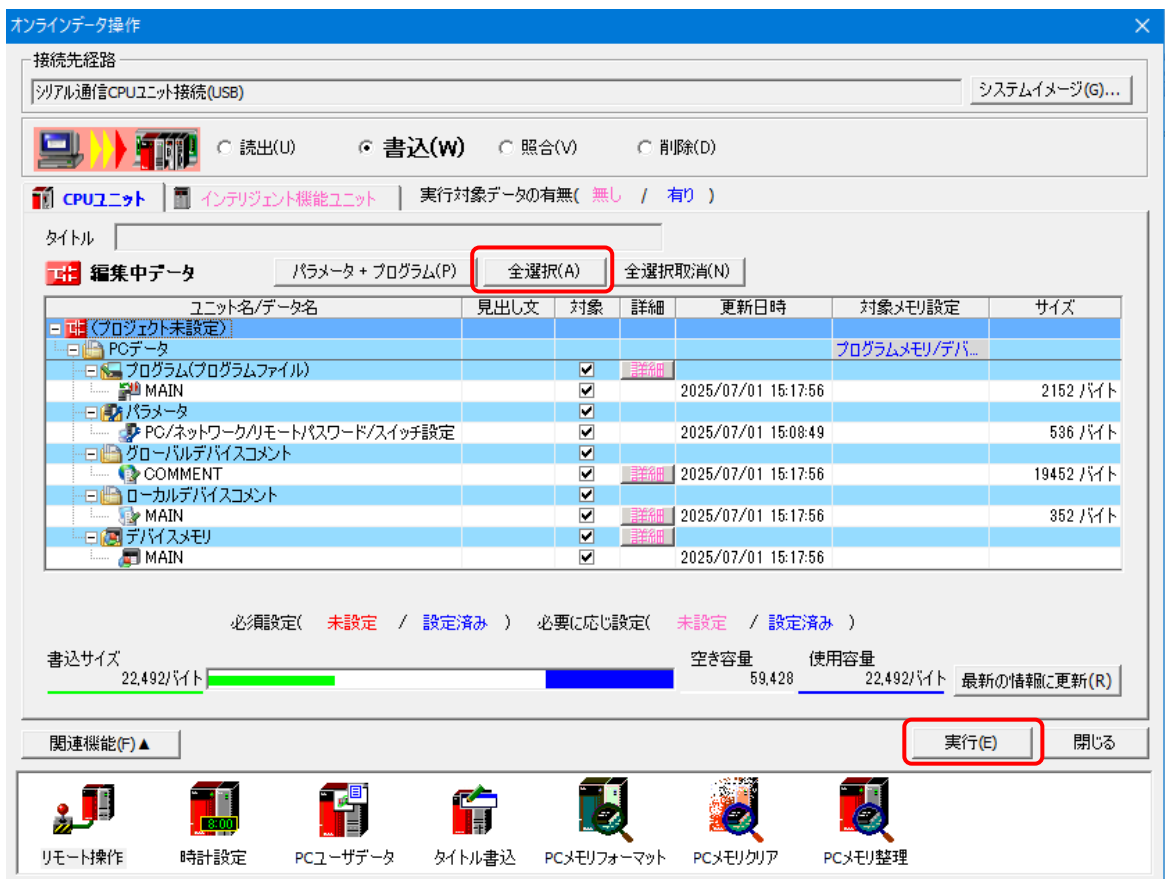 オンラインデータ操作
接続先経路
シリアル通信CPUユニット接続(USB)
システムイメージ(G)...
読出(U) 書込(W) 照合(V) 削除(D)
CPUユニット インテリジェント機能ユニット 実行対象データの有無( 無し / 有り )
タイトル
編集中データ パラメータ + プログラム(P) 全選択(A) 全選択取消(N)
ユニット名/データ名 見出し文 対象 詳細 更新日時 対象メモリ設定 サイズ
(プロジェクト未設定)
PCデータ プログラムメモリ/デバ...
プログラム(プログラムファイル) 詳細
MAIN 2025/07/01 15:17:56 2152 バイト
パラメータ
PC/ネットワーク/リモートパスワード/スイッチ設定 2025/07/01 15:08:49 536 バイト
グローバルデバイスコメント
COMMENT 詳細 2025/07/01 15:17:56 19452 バイト
ローカルデバイスコメント
MAIN 詳細 2025/07/01 15:17:56 352 バイト
デバイスメモリ 詳細
MAIN 2025/07/01 15:17:56
必須設定( 未設定 / 設定済み ) 必要に応じ設定( 未設定 / 設定済み )
書込サイズ 空き容量 使用容量
22,492バイト 59,428 22,492バイト 最新の情報に更新(R)
関連機能(F)▲ 実行(E) 閉じる
8:00
リモート操作 時計設定 PCユーザデータ タイトル書込 PCメモリフォーマット PCメモリクリア PCメモリ整理